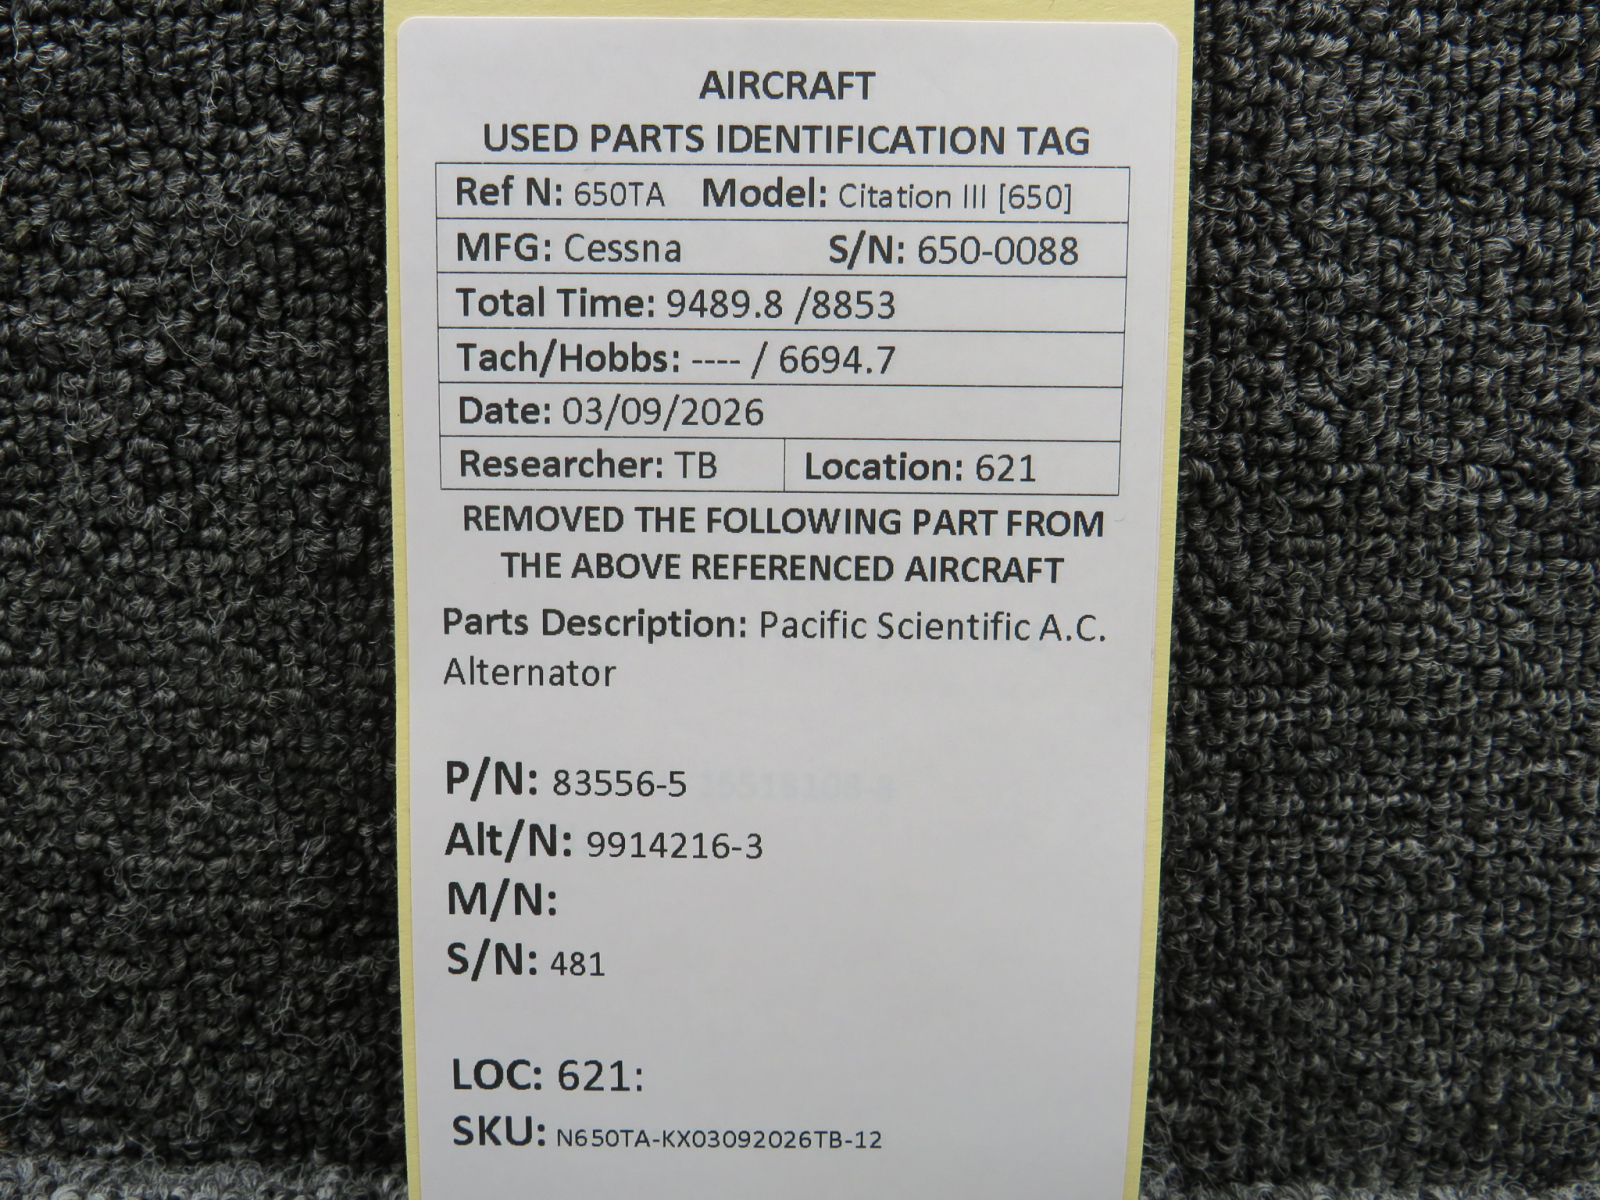 AIRCRAFT
USED PARTS IDENTIFICATION TAG
Ref N: 650TA Model: Citation III [650]
MFG: Cessna S/N: 650-0088
Total Time: 9489.8 /8853
Tach/Hobbs: ---- / 6694.7
Date: 03/09/2026
Researcher: TB Location: 621
REMOVED THE FOLLOWING PART FROM
THE ABOVE REFERENCED AIRCRAFT
Parts Description: Pacific Scientific A.C.
Alternator
P/N: 83556-5
Alt/N: 9914216-3
M/N:
S/N: 481
LOC: 621:
SKU: N650TA-KX03092026TB-12